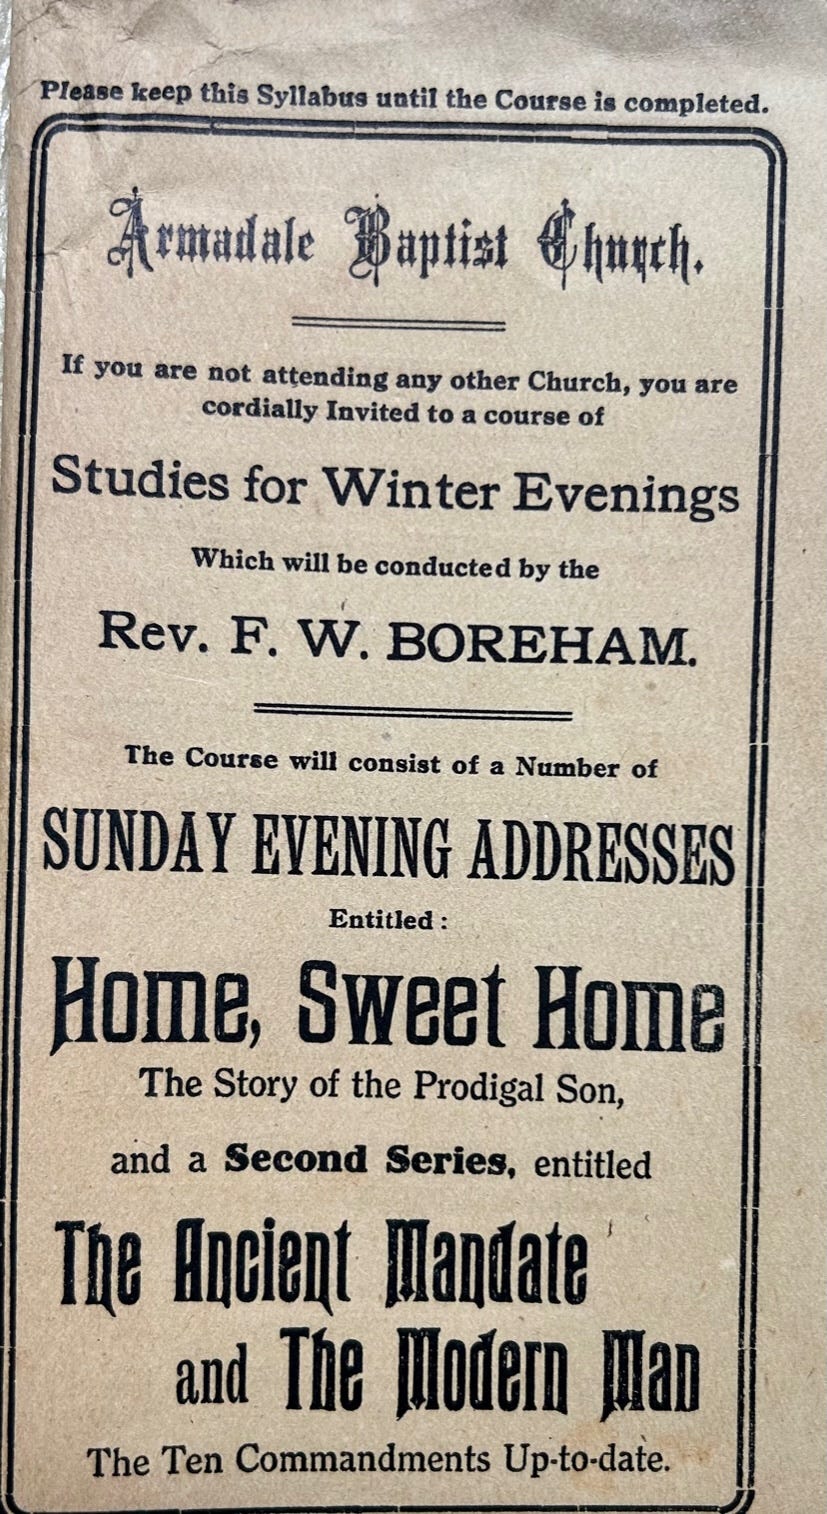 Please keep this Syllabus until the Course is completed.
Armadale Baptist Church.
If you are not attending any other Church, you are
cordially Invited to a course of
Studies for Winter Evenings
Which will be conducted by the
Rev. F. W. BOREHAM.
The Course will consist of a Number of
SUNDAY EVENING ADDRESSES
Entitled:
Home, Sweet Home
The Story of the Prodigal Son,
and a Second Series, entitled
The Ancient Mandate
and The Modern Man
The Ten Commandments Up-to-date.